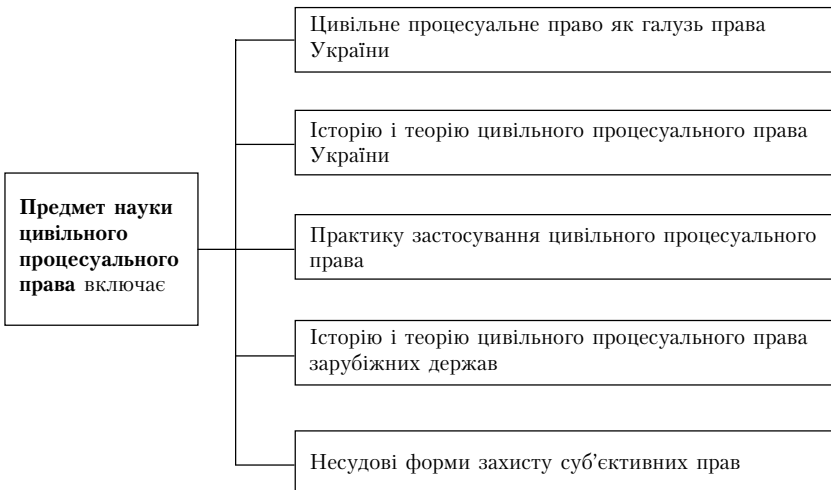 Цивільне процесуальне право як галузь права
України
Історію і теорію цивільного процесуального права
України
Предмет науки
цивільного
процесуального
права включає
Практику застосування цивільного процесуального
права
Історію і теорію цивільного процесуального права
зарубіжних держав
Несудові форми захисту суб’єктивних прав